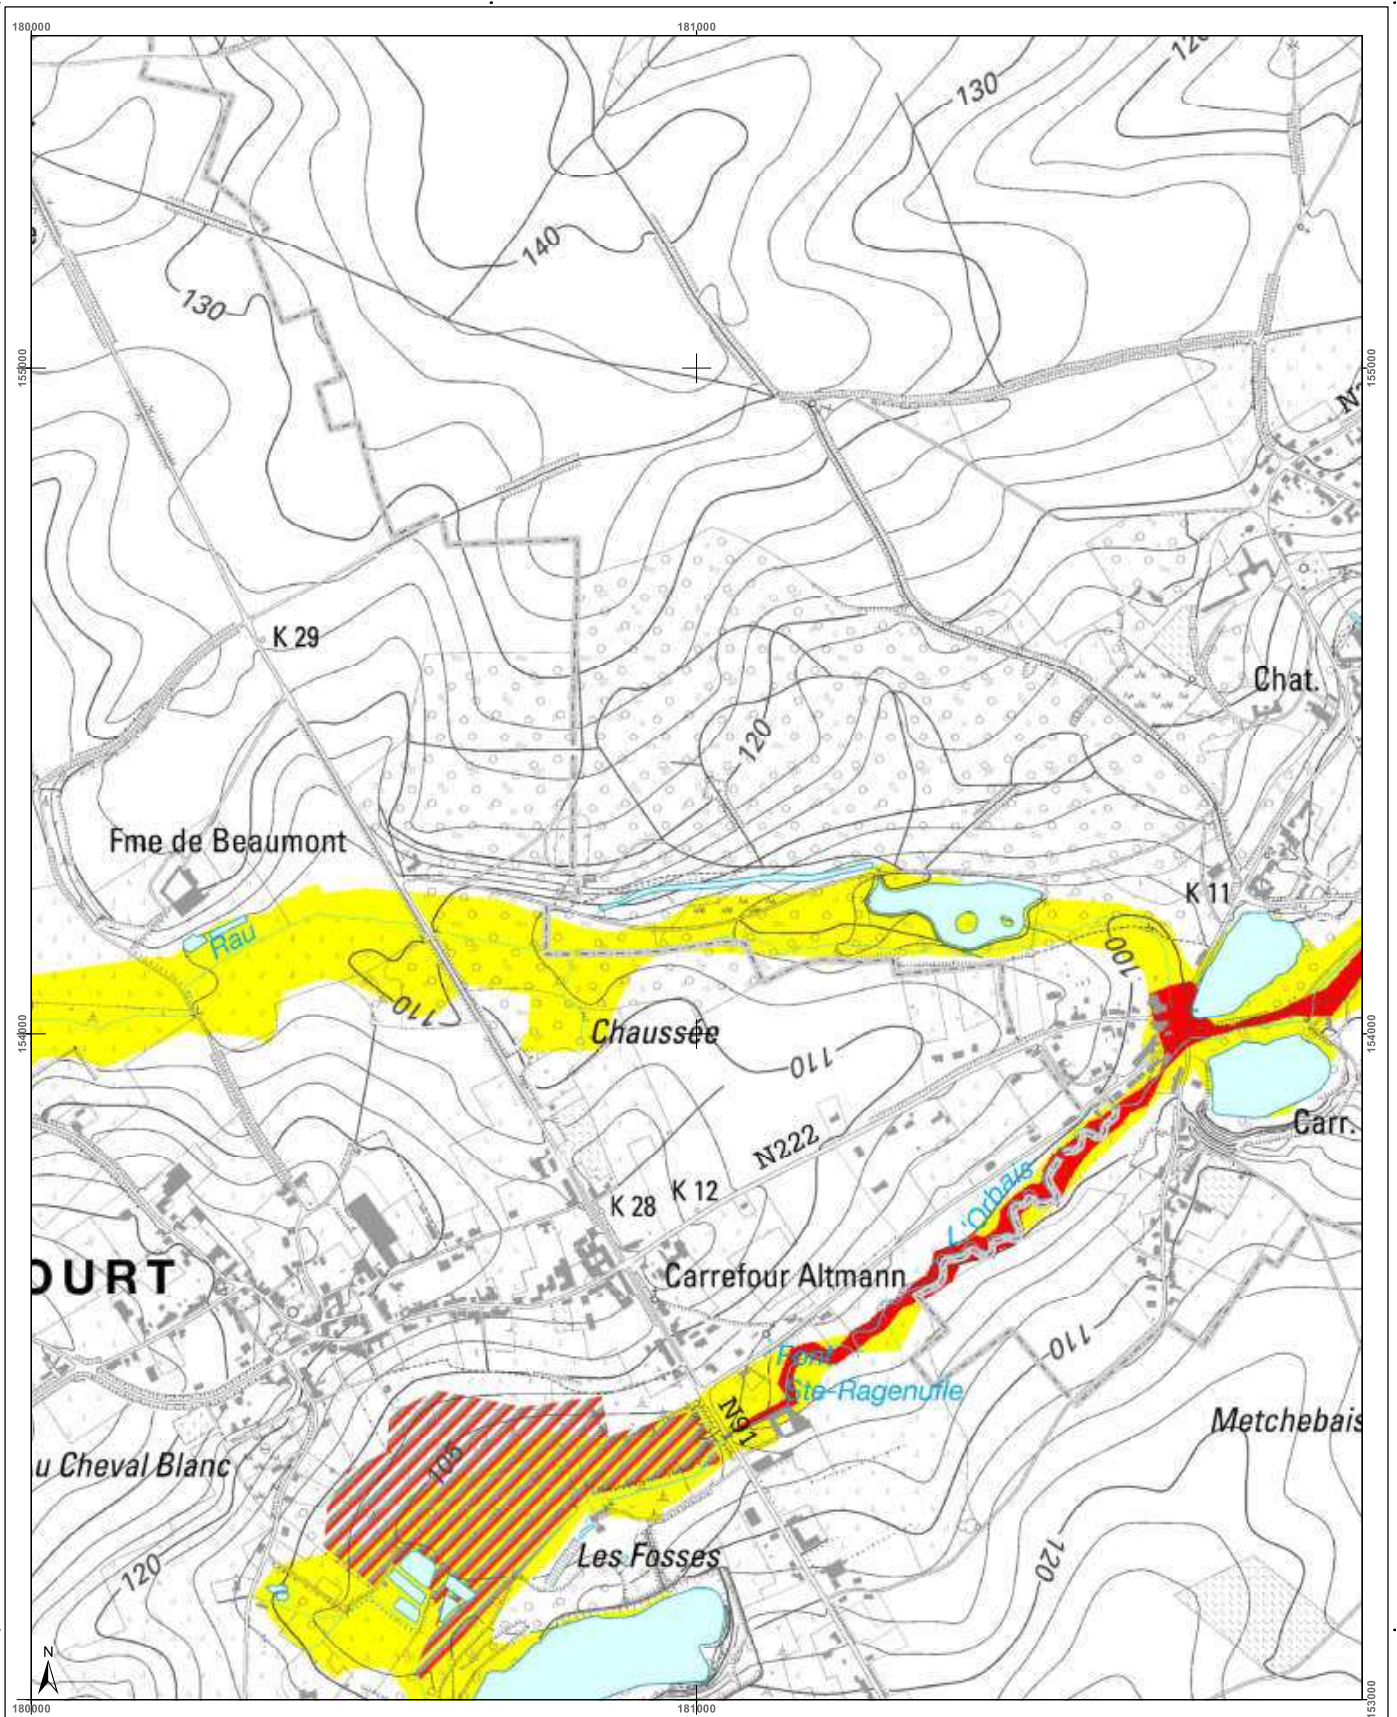 180000
181000
120
130
140
130
155000
155000
K 29
Chat.
120
Fme de Beaumont
K 11
Rau
100
110
Chaussée
154000
154000
110
Carr.
N222
K 28
K 12
L'Orbais
OURT
Carrefour Altmann
110
Font
Ste-Ragenufle
N91
Metchebais
u Cheval Blanc
105
Les Fosses
120
120
N
180000
181000
153000